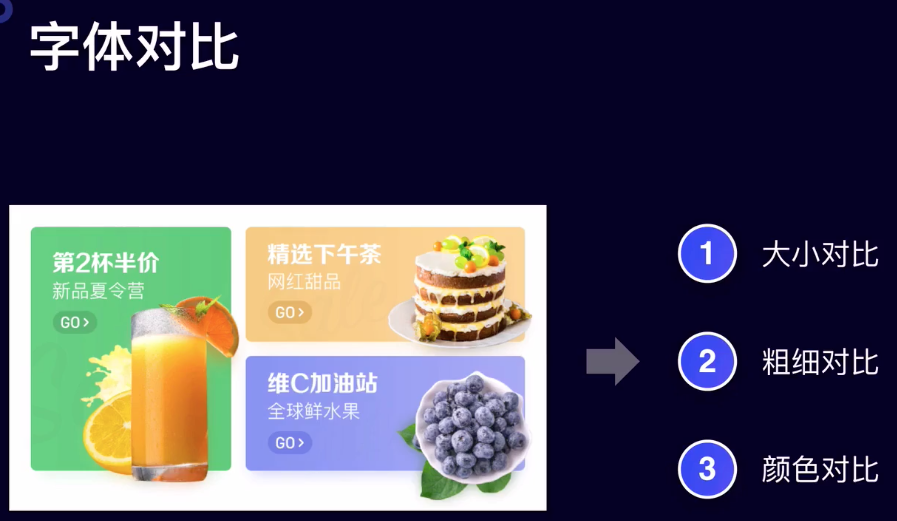 字体对比
第2杯半价
新品夏令营
GO>
精选下午茶
网红甜品
GO>
维C加油站
全球鲜水果
GO>
1 大小对比
2 粗细对比
3 颜色对比